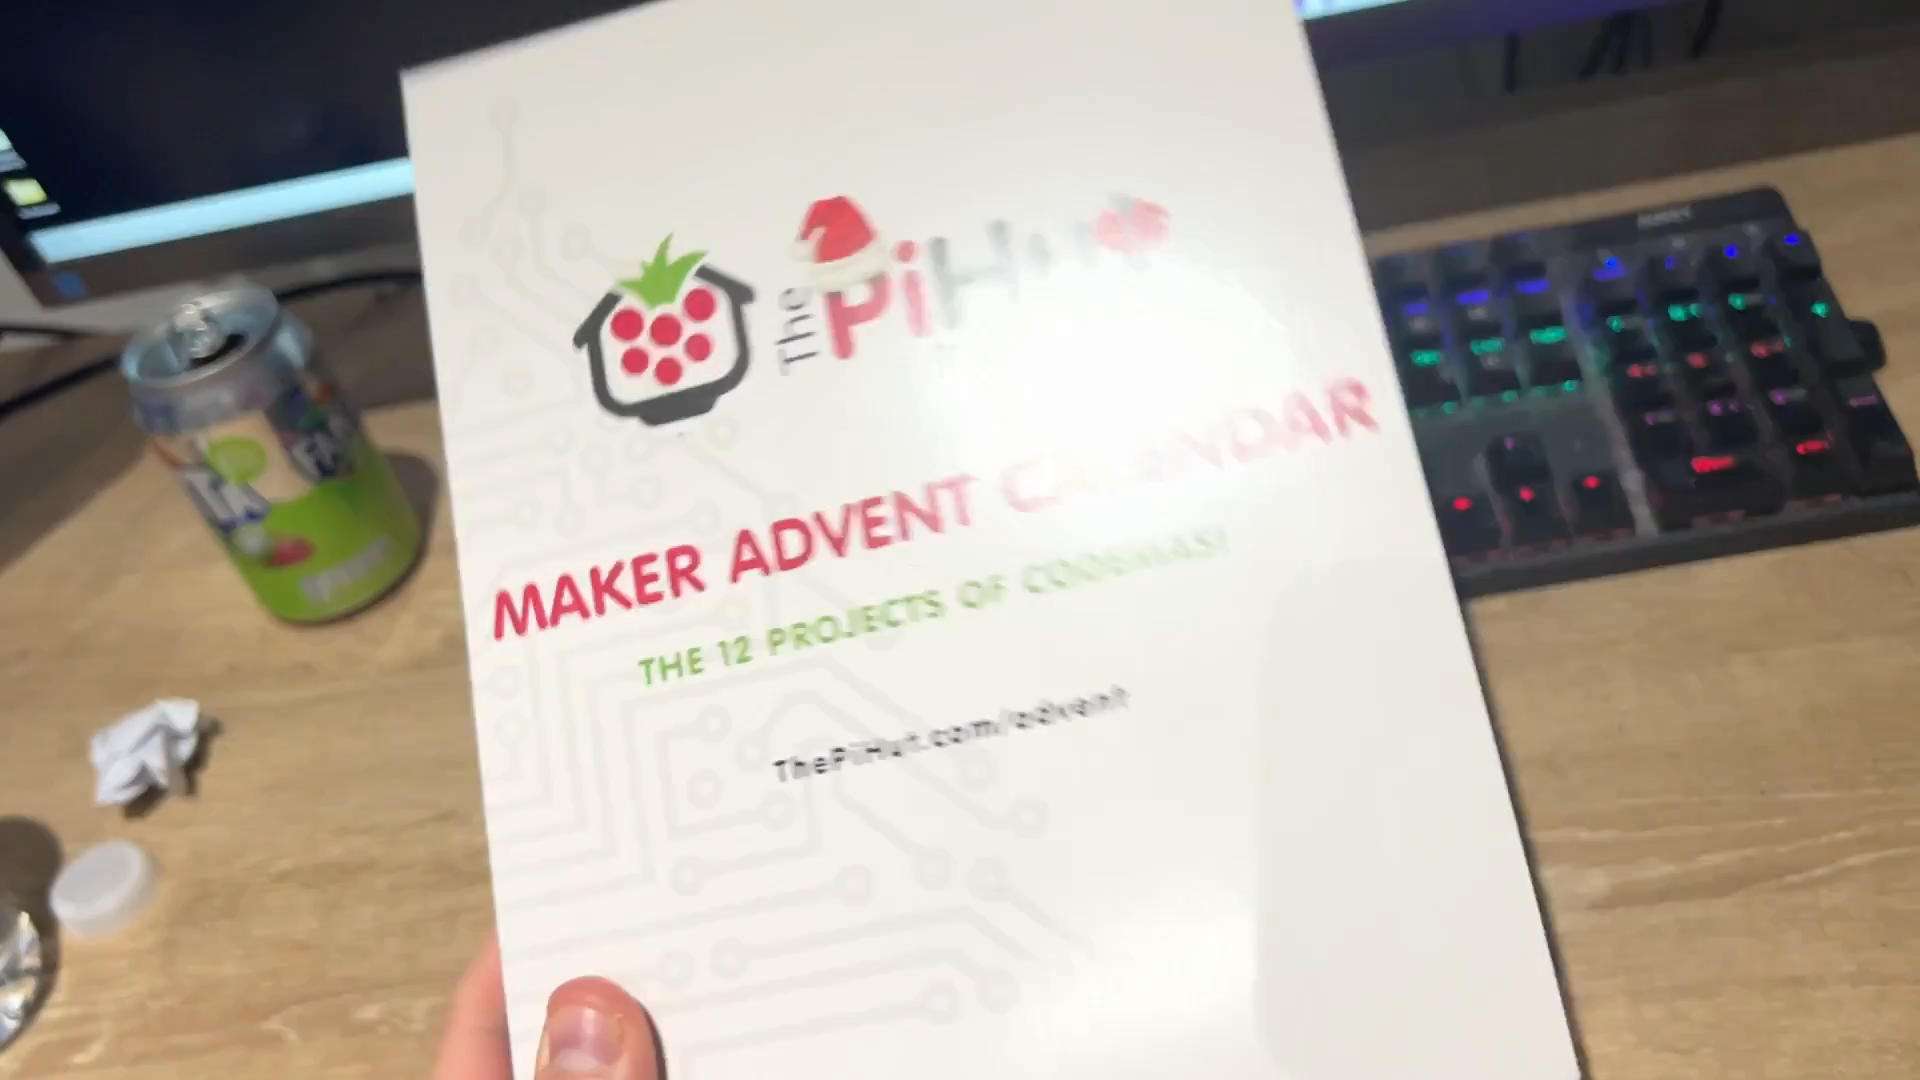 The PiHut
MAKER ADVENT CALENDAR
THE 12 PROJECTS OF CODEMAS!
ThePiHut.com/advent